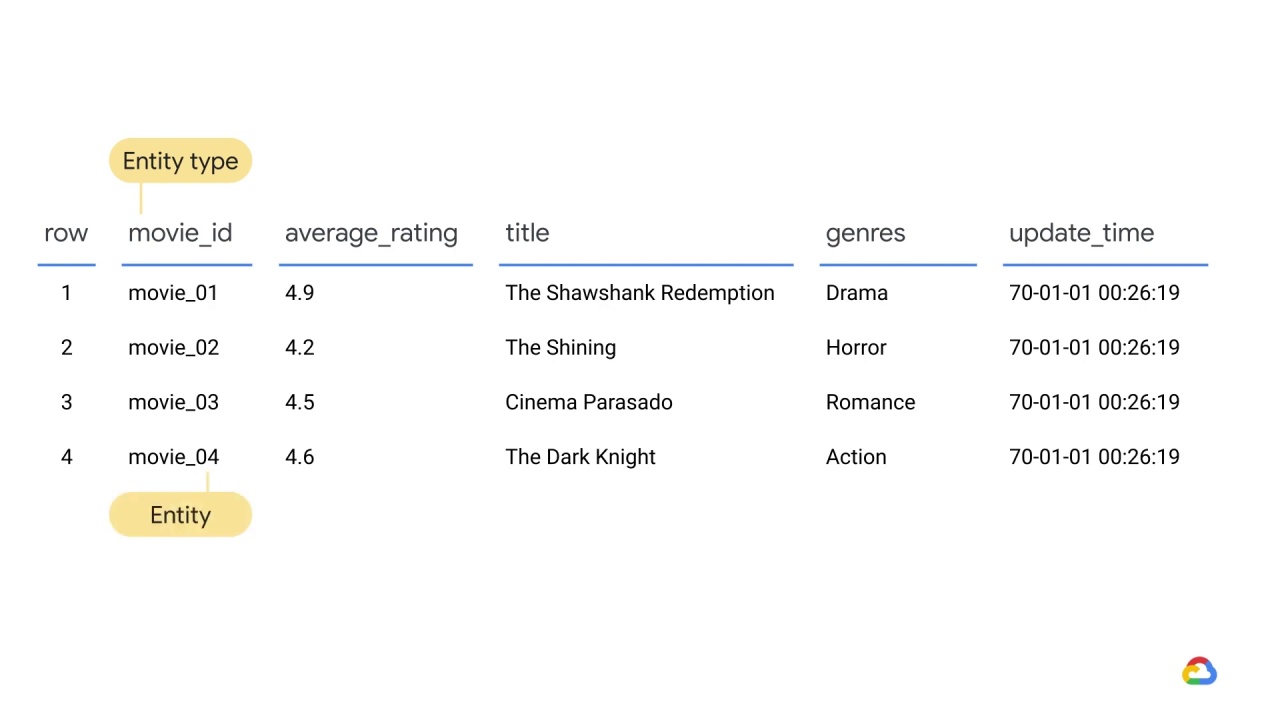 Entity type
row movie_id average_rating title genres update_time
1 movie_01 4.9 The Shawshank Redemption Drama 70-01-01 00:26:19
2 movie_02 4.2 The Shining Horror 70-01-01 00:26:19
3 movie_03 4.5 Cinema Parasado Romance 70-01-01 00:26:19
4 movie_04 4.6 The Dark Knight Action 70-01-01 00:26:19
Entity